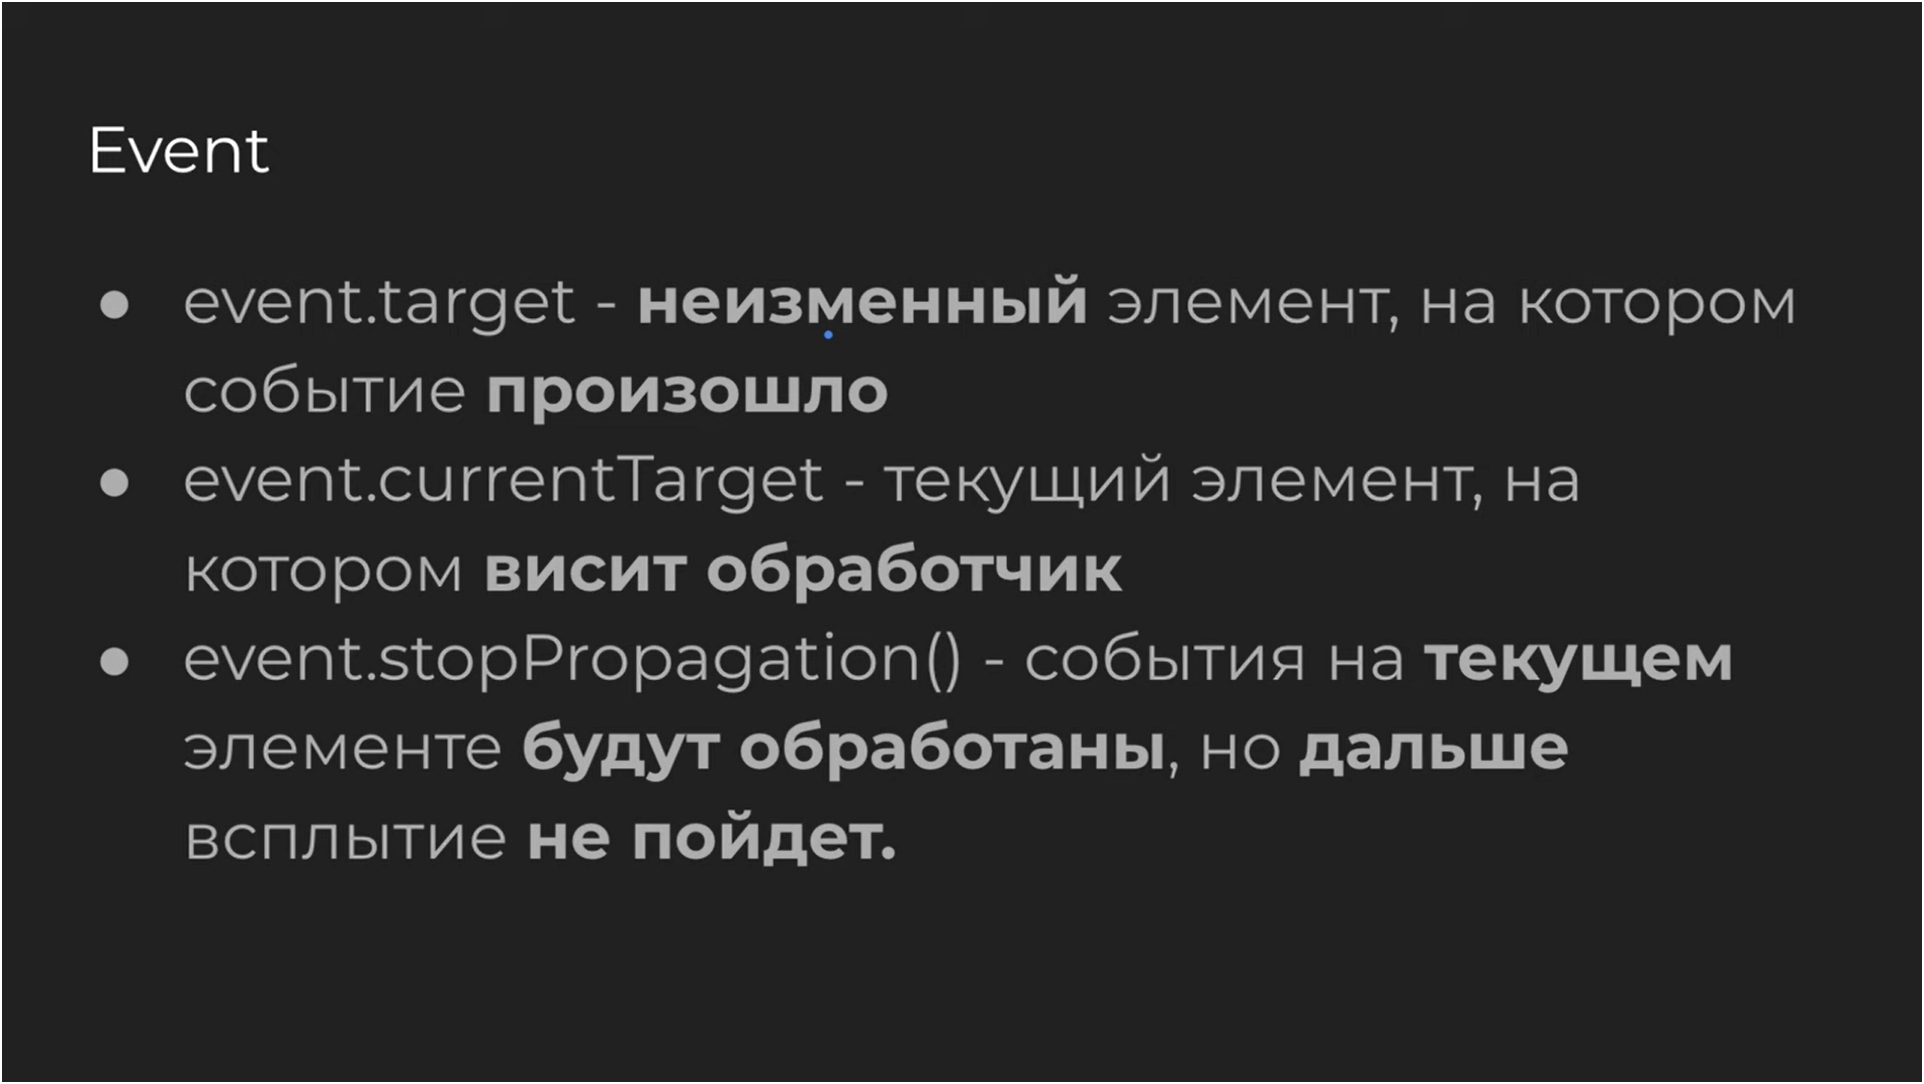 Event
● event.target - неизменный элемент, на котором
событие произошло
● event.currentTarget - текущий элемент, на
котором висит обработчик
● event.stopPropagation() - события на текущем
элементе будут обработаны, но дальше
всплытие не пойдет.